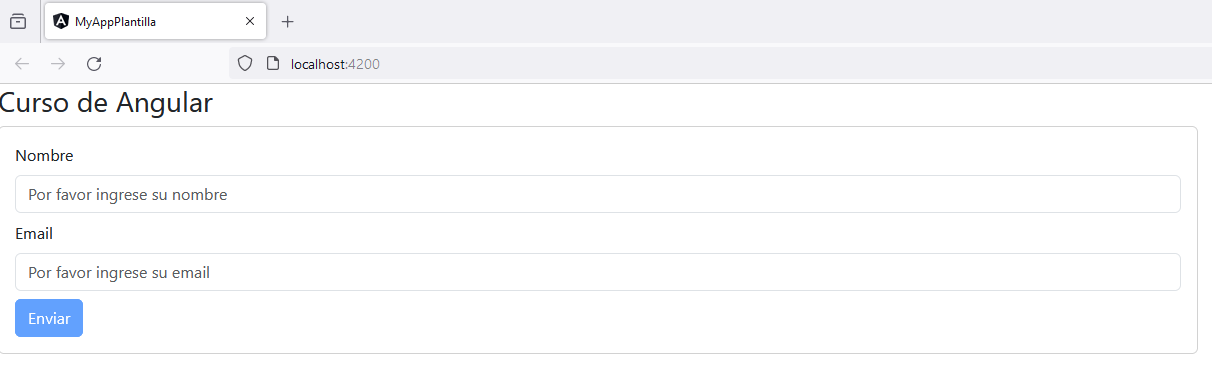 MyAppPlantilla
localhost:4200
Curso de Angular
Nombre
Por favor ingrese su nombre
Email
Por favor ingrese su email
Enviar